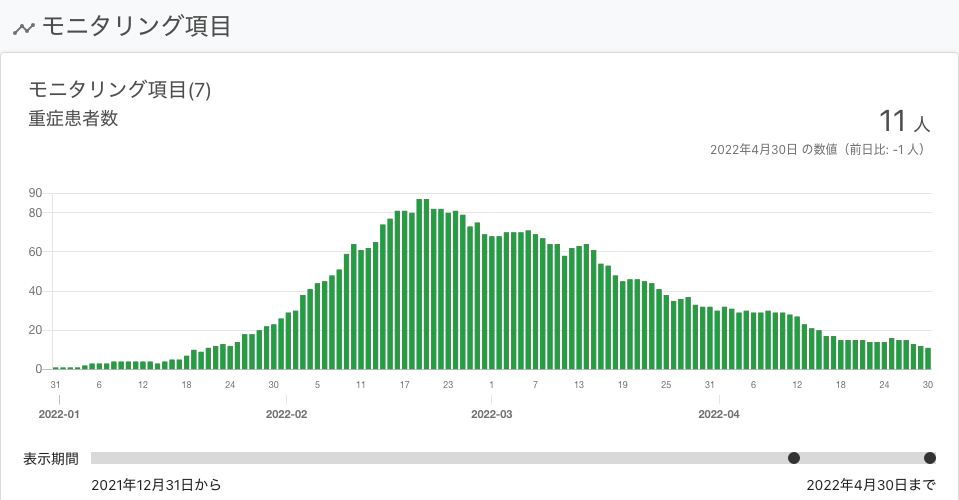 モニタリング項目
モニタリング項目(7)
重症患者数
11 人
2022年4月30日 の数値（前日比: -1 人）
90
80
60
40
20
0
31 6 12 18 24 30 5 11 17 23 1 7 13 19 25 31 6 12 18 24 30
2022-01 2022-02 2022-03 2022-04
表示期間
2021年12月31日から 2022年4月30日まで